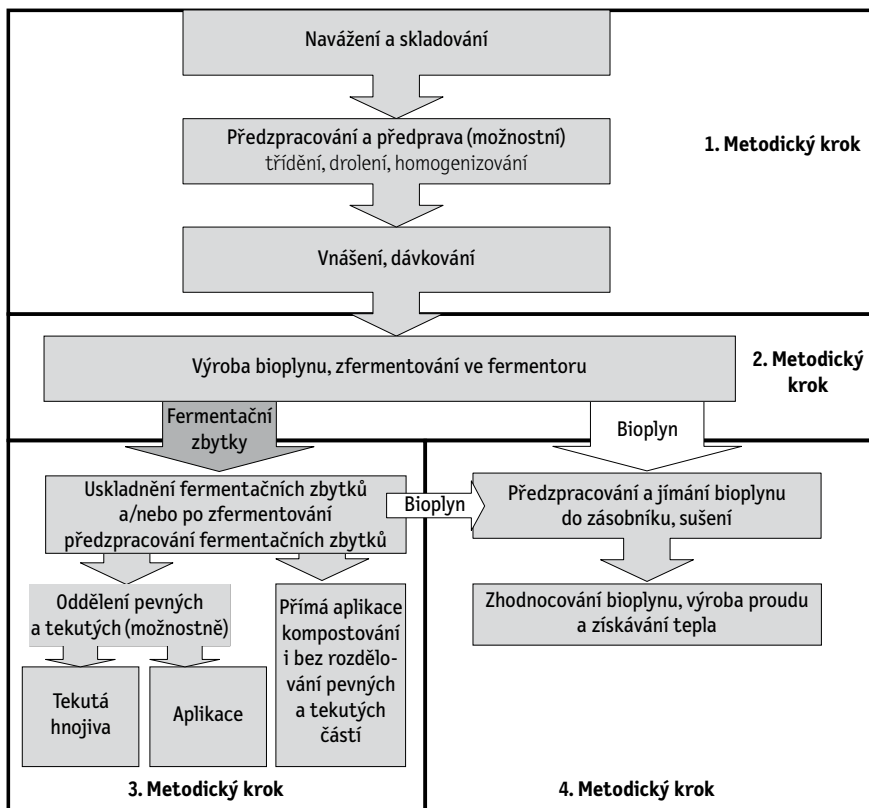 Navážení a skladování
Předzpracování a předprava (možnostní)
třídění, drolení, homogenizování
1. Metodický krok
Vnášení, dávkování
Výroba bioplynu, zfermentování ve fermentoru
2. Metodický
krok
Fermentační
zbytky
Bioplyn
Uskladnění fermentačních zbytků
a/nebo po zfermentování
předzpracování fermentačních zbytků
Bioplyn
Předzpracování a jímání bioplynu
do zásobníku, sušení
Oddělení pevných
a tekutých (možnostně)
Přímá aplikace
kompostování
i bez rozdělo-
vání pevných
a tekutých
částí
Zhodnocování bioplynu, výroba proudu
a získávání tepla
Tekutá
hnojiva
Aplikace
3. Metodický krok
4. Metodický krok